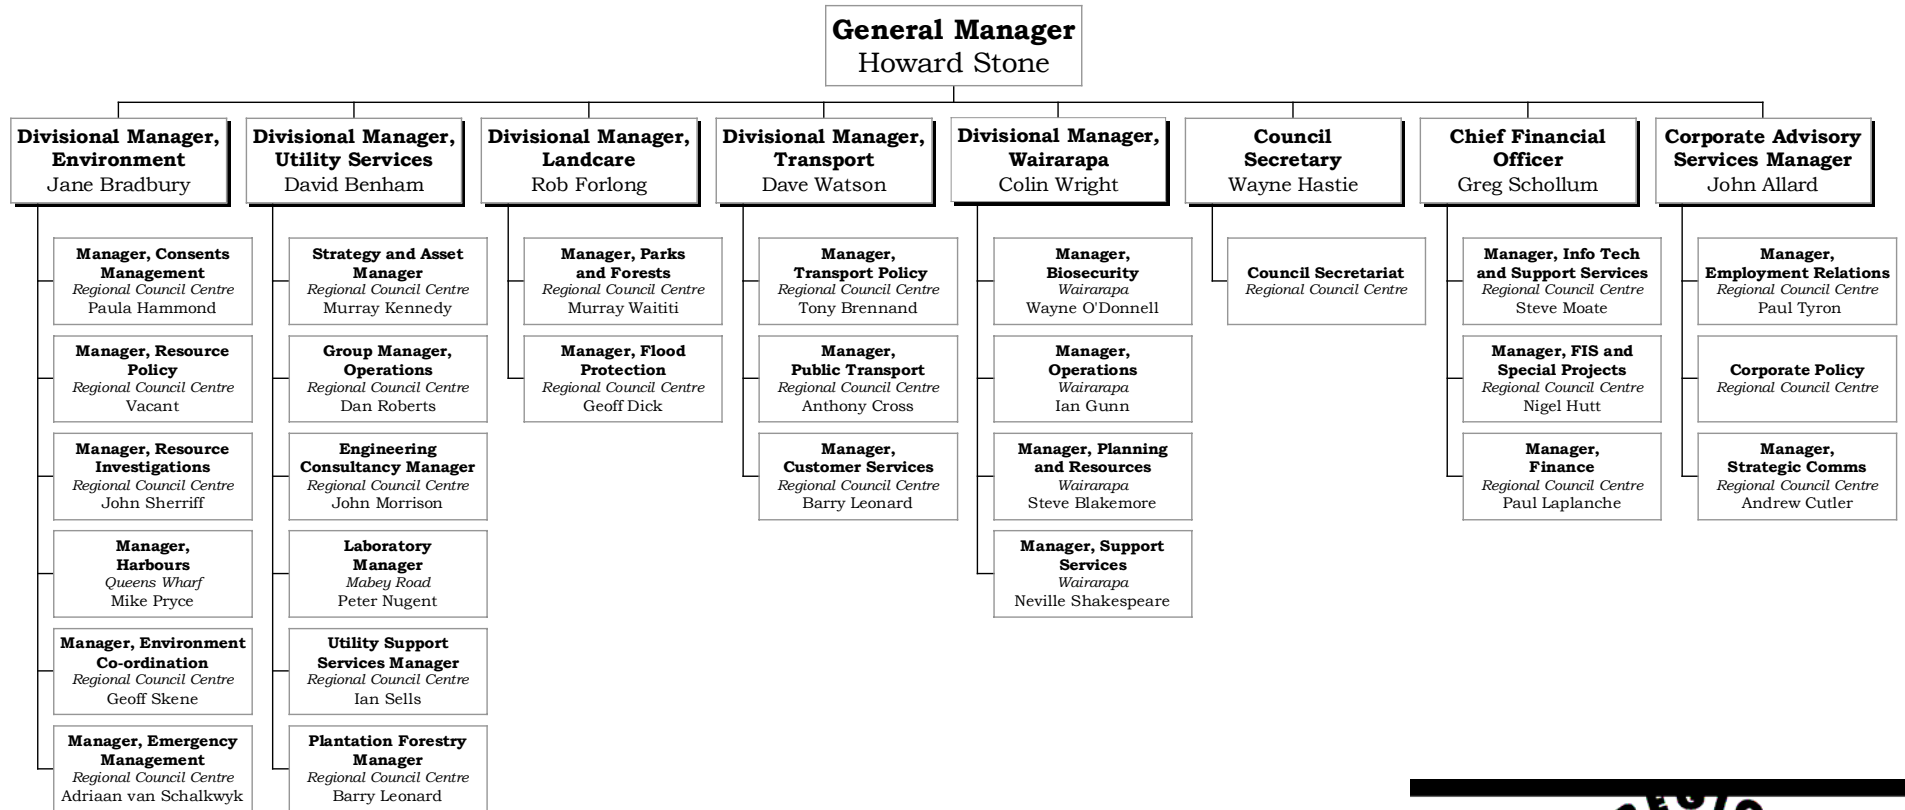 General Manager
Howard Stone
Divisional Manager,
Environment
Jane Bradbury
Divisional Manager,
Utility Services
David Benham
Divisional Manager,
Landcare
Rob Forlong
Divisional Manager,
Transport
Dave Watson
Divisional Manager,
Wairarapa
Colin Wright
Council
Secretary
Wayne Hastie
Chief Financial
Officer
Greg Schollum
Corporate Advisory
Services Manager
John Allard
Manager, Consents
Management
Regional Council Centre
Paula Hammond
Manager, Resource
Policy
Regional Council Centre
Vacant
Manager, Resource
Investigations
Regional Council Centre
John Sherriff
Manager,
Harbours
Queens Wharf
Mike Pryce
Manager, Environment
Co-ordination
Regional Council Centre
Geoff Skene
Manager, Emergency
Management
Regional Council Centre
Adriaan van Schalkwyk
Strategy and Asset
Manager
Regional Council Centre
Murray Kennedy
Group Manager,
Operations
Regional Council Centre
Dan Roberts
Engineering
Consultancy Manager
Regional Council Centre
John Morrison
Laboratory
Manager
Mabey Road
Peter Nugent
Utility Support
Services Manager
Regional Council Centre
Ian Sells
Plantation Forestry
Manager
Regional Council Centre
Barry Leonard
Manager, Parks
and Forests
Regional Council Centre
Murray Waititi
Manager, Flood
Protection
Regional Council Centre
Geoff Dick
Manager,
Transport Policy
Regional Council Centre
Tony Brennand
Manager,
Public Transport
Regional Council Centre
Anthony Cross
Manager,
Customer Services
Regional Council Centre
Barry Leonard
Manager,
Biosecurity
Wairarapa
Wayne O'Donnell
Manager,
Operations
Wairarapa
Ian Gunn
Manager, Planning
and Resources
Wairarapa
Steve Blakemore
Manager, Support
Services
Wairarapa
Neville Shakespeare
Council Secretariat
Regional Council Centre
Manager, Info Tech
and Support Services
Regional Council Centre
Steve Moate
Manager, FIS and
Special Projects
Regional Council Centre
Nigel Hutt
Manager,
Finance
Regional Council Centre
Paul Laplanche
Manager,
Employment Relations
Regional Council Centre
Paul Tyron
Corporate Policy
Regional Council Centre
Manager,
Strategic Comms
Regional Council Centre
Andrew Cutler